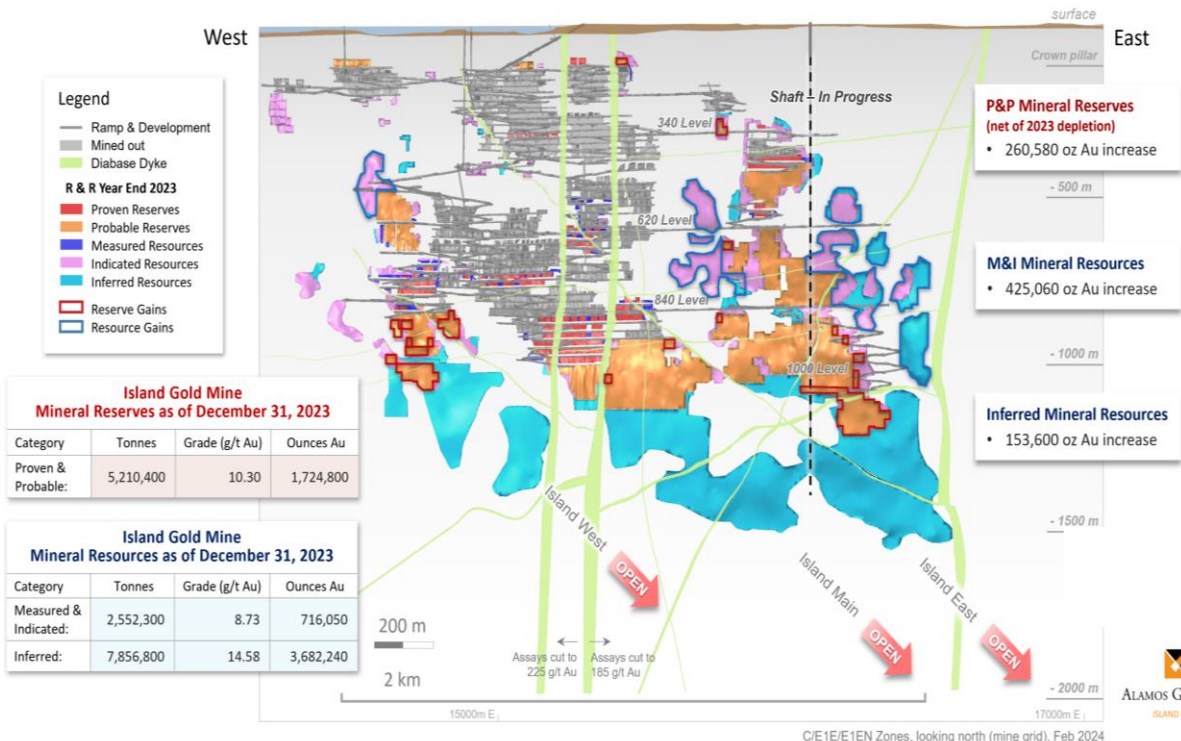 surface
West
East
Crown pillar
Legend
Ramp & Development
Mined out
Diabase Dyke
R & R Year End 2023
Proven Reserves
Probable Reserves
Measured Resources
Indicated Resources
Inferred Resources
Reserve Gains
Resource Gains
Shaft – In Progress
340 Level
620 Level
840 Level
1000 Level
- 500 m
- 1000 m
- 1500 m
- 2000 m
P&P Mineral Reserves
(net of 2023 depletion)
• 260,580 oz Au increase
M&I Mineral Resources
• 425,060 oz Au increase
Inferred Mineral Resources
• 153,600 oz Au increase
Island Gold Mine
Mineral Reserves as of December 31, 2023
Category Tonnes Grade (g/t Au) Ounces Au
Proven &
Probable: 5,210,400 10.30 1,724,800
Island Gold Mine
Mineral Resources as of December 31, 2023
Category Tonnes Grade (g/t Au) Ounces Au
Measured &
Indicated: 2,552,300 8.73 716,050
Inferred: 7,856,800 14.58 3,682,240
Island West
OPEN
Island Main
OPEN
Island East
OPEN
200 m
Assays cut to
225 g/t Au
Assays cut to
185 g/t Au
2 km
15000m E
17000m E
ALAMOS G
ISLAND
C/E1E/E1EN Zones, looking north (mine grid), Feb 2024